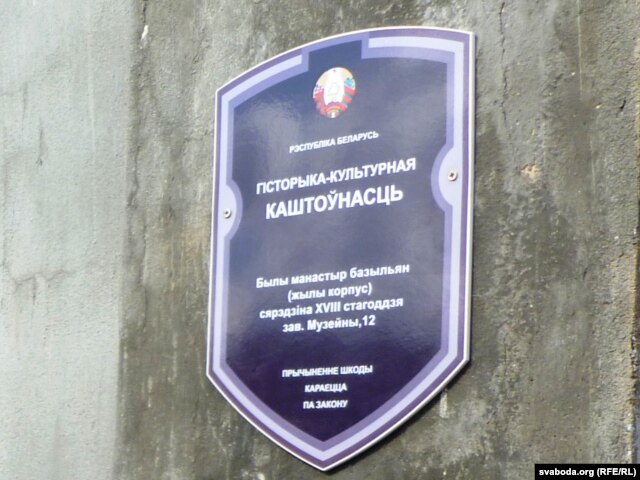 РЭСПУБЛІКА БЕЛАРУСЬ
ГІСТОРЫКА-КУЛЬТУРНАЯ
КАШТОЎНАСЦЬ
Былы манастыр базыльян
(жылы корпус)
сярэдзіна XVIII стагоддзя
зав. Музейны,12
ПРЫЧЫНЕННЕ ШКОДЫ
КАРАЕЦЦА
ПА ЗАКОНУ
svaboda.org (RFE/RL)